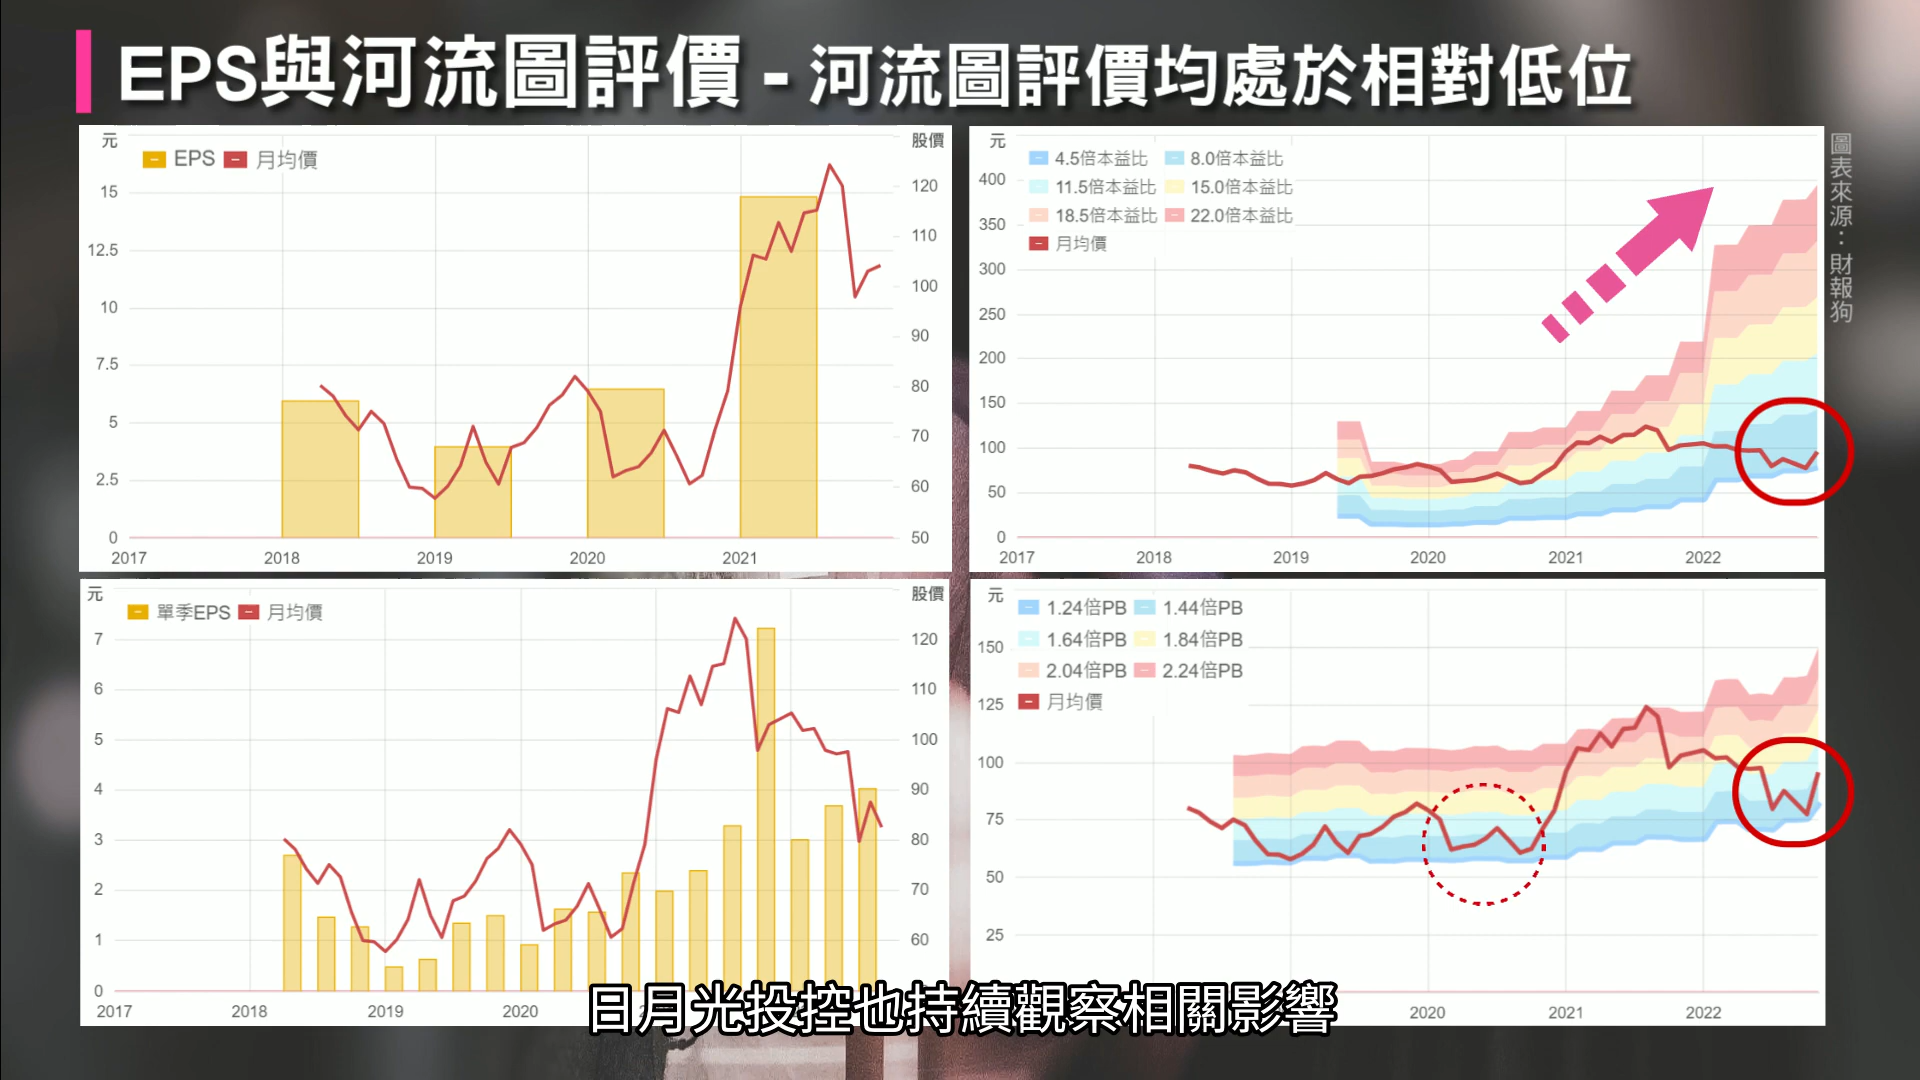 EPS與河流圖評價 - 河流圖評價均處於相對低位
圖表來源：財報狗
元
股價
EPS 月均價
15
12.5
10
7.5
5
2.5
0
120
110
100
90
80
70
60
50
2017 2018 2019 2020 2021
元
4.5倍本益比 8.0倍本益比
11.5倍本益比 15.0倍本益比
18.5倍本益比 22.0倍本益比
月均價
400
350
300
250
200
150
100
50
0
2017 2018 2019 2020 2021 2022
元
股價
單季EPS 月均價
7
6
5
4
3
2
1
0
120
110
100
90
80
70
60
2017 2018 2019 2020
元
1.24倍PB 1.44倍PB
1.64倍PB 1.84倍PB
2.04倍PB 2.24倍PB
月均價
150
125
100
75
50
25
2020 2021 2022
日月光投控也持續觀察相關影響